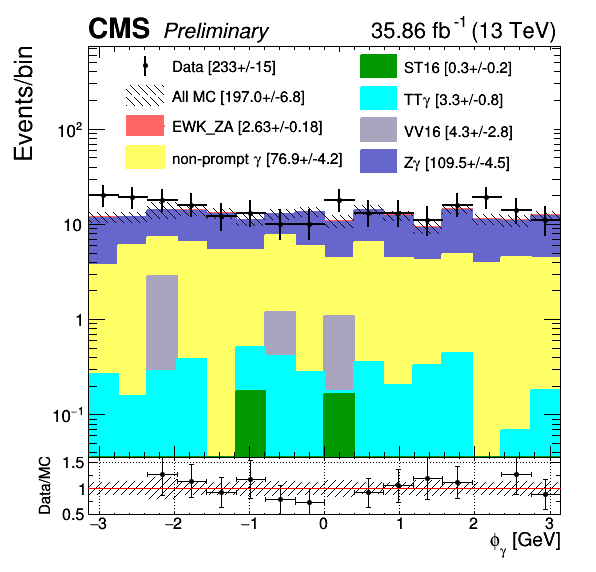 CMS Preliminary 35.86 fb⁻¹ (13 TeV)
Events/bin
Data [233+/-15]
All MC [197.0+/-6.8]
EWK_ZA [2.63+/-0.18]
non-prompt γ [76.9+/-4.2]
ST16 [0.3+/-0.2]
TTγ [3.3+/-0.8]
VV16 [4.3+/-2.8]
Zγ [109.5+/-4.5]
10²
10
1
10⁻¹
Data/MC
1.5
1
0.5
−3 −2 −1 0 1 2 3
ϕγ [GeV]